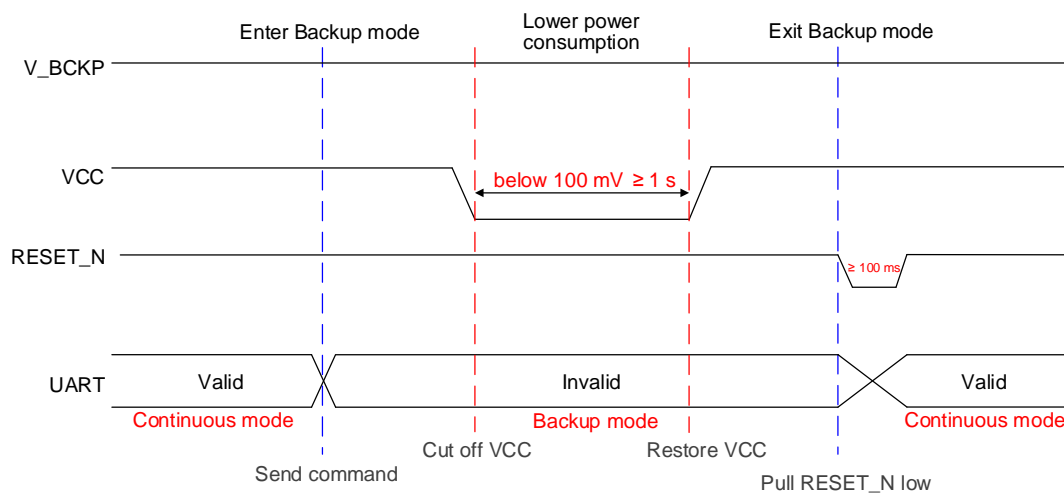 Enter Backup mode
Lower power
consumption
Exit Backup mode
V_BCKP
VCC
below 100 mV ≥ 1 s
RESET_N
≥ 100 ms
UART
Valid
Invalid
Valid
Continuous mode
Backup mode
Continuous mode
Cut off VCC
Restore VCC
Send command
Pull RESET_N low